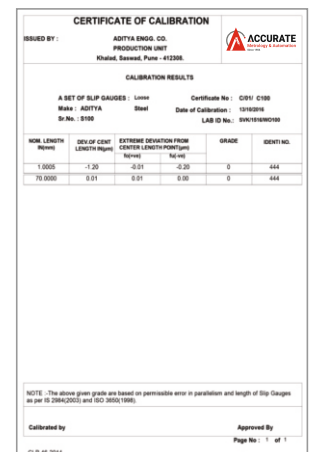 CERTIFICATE OF CALIBRATION
ISSUED BY : ADITYA ENGG. CO.
PRODUCTION UNIT
Khalad, Saswad, Pune - 412308.
ACCURATE
Metrology & Automation
CALIBRATION RESULTS
A SET OF SLIP GAUGES : Loose Certificate No : C/01/ C100
Make : ADITYA Steel Date of Calibration : 13/10/2016
Sr.No. : S100 LAB ID No.: SVK/1516/WO100
NOM. LENGTH IN(mm) DEV.OF CENT LENGTH IN(µm) EXTREME DEVIATION FROM CENTER LENGTH POINT(µm) GRADE IDENTI NO.
fo(+ve) fu(-ve)
1.0005 -1.20 -0.01 -0.20 0 444
70.0000 0.01 0.01 0.00 0 444
NOTE :-The above given grade are based on permissible error in parallelism and length of Slip Gauges
as per IS 2984(2003) and ISO 3650(1998).
Calibrated by Approved By
Page No : 1 of 1